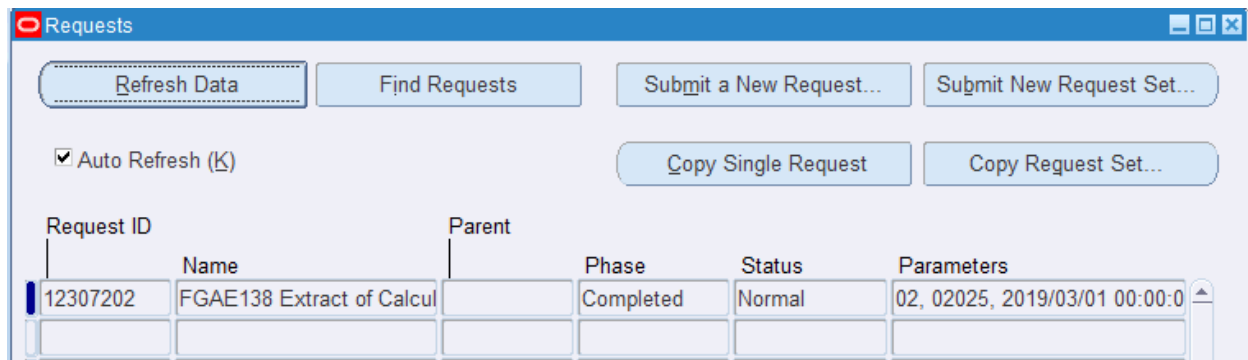 Requests
Refresh Data Find Requests Submit a New Request... Submit New Request Set...
Auto Refresh (K) Copy Single Request Copy Request Set...
Request ID Parent
Name Phase Status Parameters
12307202 FGAE138 Extract of Calcul Completed Normal 02, 02025, 2019/03/01 00:00:0